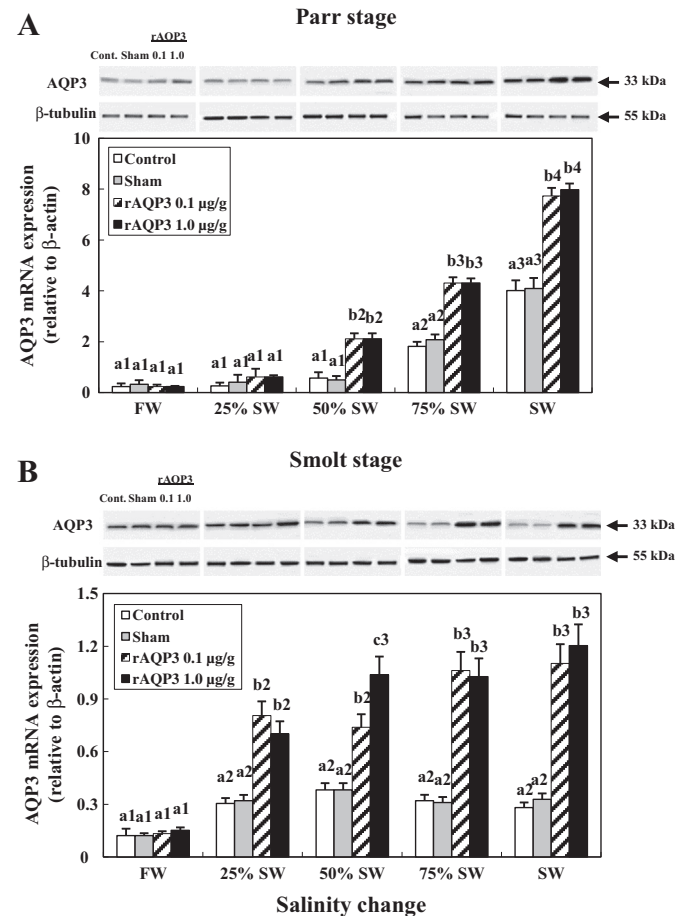 A
Parr stage
rAQP3
Cont. Sham 0.1 1.0
AQP3
33 kDa
β-tubulin
55 kDa
10
8
6
4
2
0
AQP3 mRNA expression
(relative to β-actin)
Control
Sham
rAQP3 0.1 μg/g
rAQP3 1.0 μg/g
a1 a1 a1 a1
a1 a1 a1 a1
a1 a1 b2 b2
a2 a2 b3 b3
a3 a3 b4 b4
FW 25% SW 50% SW 75% SW SW
B
Smolt stage
rAQP3
Cont. Sham 0.1 1.0
AQP3
33 kDa
β-tubulin
55 kDa
1.5
1.2
0.9
0.6
0.3
0
AQP3 mRNA expression
(relative to β-actin)
Control
Sham
rAQP3 0.1 μg/g
rAQP3 1.0 μg/g
a1 a1 a1 a1
a2 a2 b2 b2
a2 a2 b2 c3
a2 a2 b3 b3
a2 a2 b3 b3
FW 25% SW 50% SW 75% SW SW
Salinity change